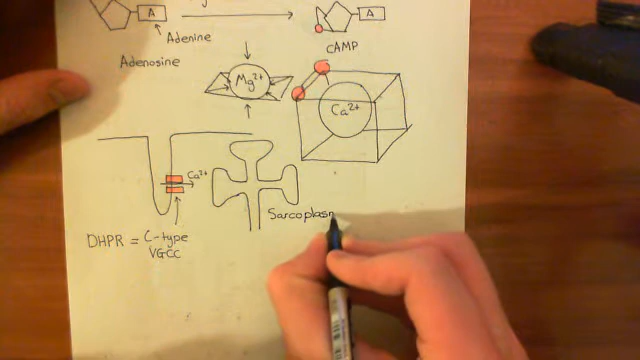 A
A
Adenine
Adenosine
CAMP
Mg²⁺
Ca²⁺
Ca²⁺
Sarcoplasm
DHPR = L-type
VGCC